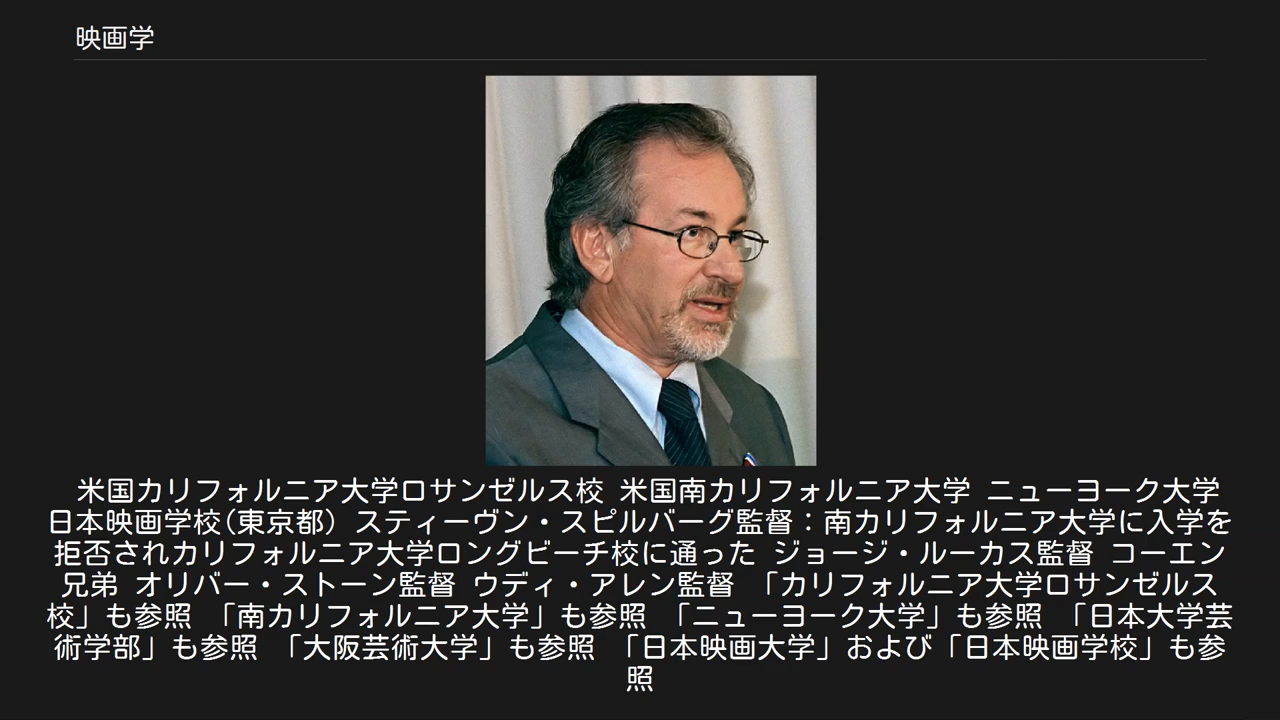 映画学
米国カリフォルニア大学ロサンゼルス校 米国南カリフォルニア大学 ニューヨーク大学
日本映画学校(東京都) スティーヴン・スピルバーグ監督：南カリフォルニア大学に入学を
拒否されカリフォルニア大学ロングビーチ校に通った ジョージ・ルーカス監督 コーエン
兄弟 オリバー・ストーン監督 ウディ・アレン監督 「カリフォルニア大学ロサンゼルス
校」も参照 「南カリフォルニア大学」も参照 「ニューヨーク大学」も参照 「日本大学芸
術学部」も参照 「大阪芸術大学」も参照 「日本映画大学」および「日本映画学校」も参
照